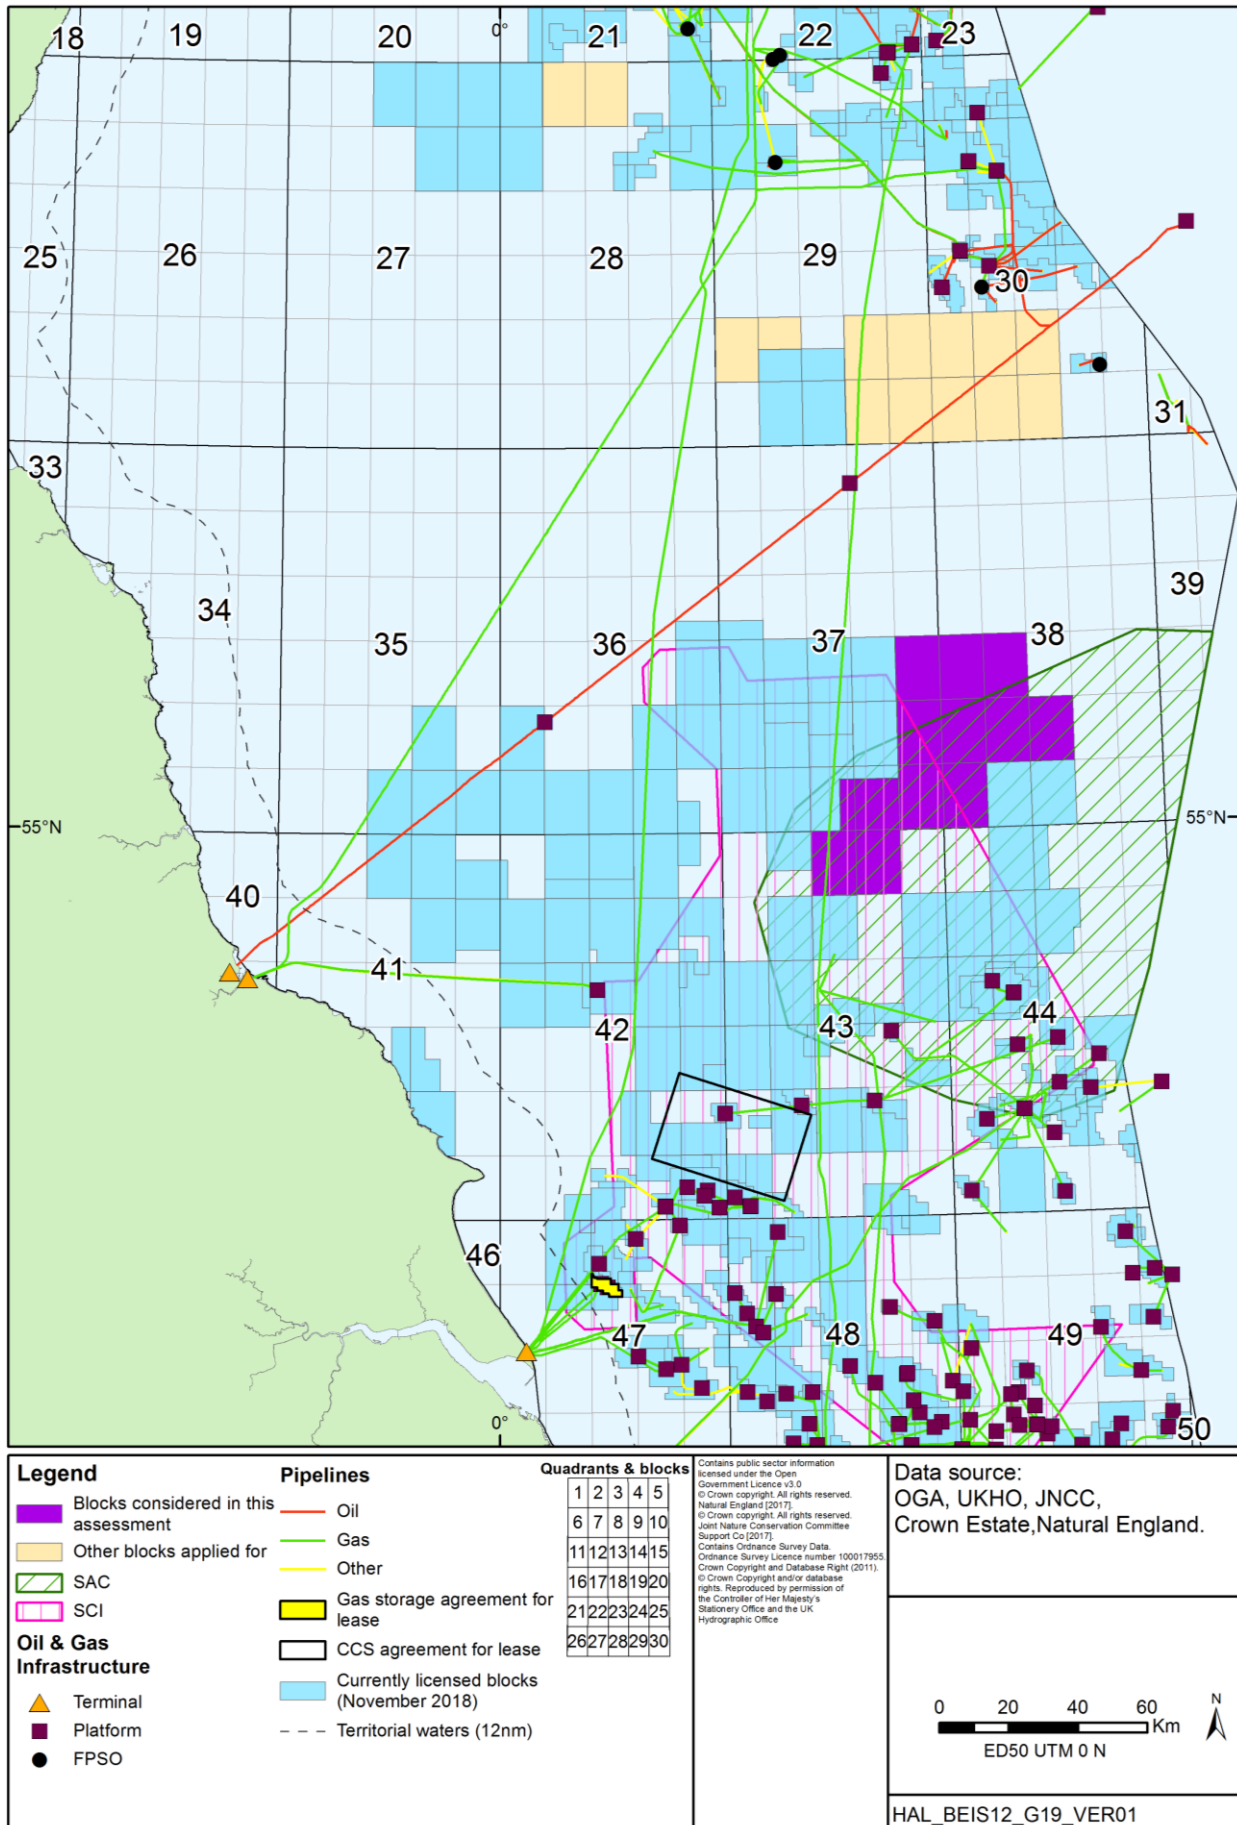 18
19
20
0°
21
22
23
25
26
27
28
29
30
31
33
34
35
36
37
38
39
55°N
55°N
40
41
42
43
44
46
47
48
49
0°
50
Legend
Blocks considered in this
assessment
Other blocks applied for
SAC
SCI
Oil & Gas
Infrastructure
Terminal
Platform
FPSO
Pipelines
Oil
Gas
Other
Gas storage agreement for
lease
CCS agreement for lease
Currently licensed blocks
(November 2018)
Territorial waters (12nm)
Quadrants & blocks
1 2 3 4 5
6 7 8 9 10
11 12 13 14 15
16 17 18 19 20
21 22 23 24 25
26 27 28 29 30
Contains public sector information
licensed under the Open
Government Licence v3.0
© Crown copyright. All rights reserved.
Natural England [2017].
© Crown copyright. All rights reserved.
Joint Nature Conservation Committee
Support Co [2017].
Contains Ordnance Survey Data.
Ordnance Survey Licence number 100017955.
Crown Copyright and Database Right (2011).
© Crown Copyright and/or database
rights. Reproduced by permission of
the Controller of Her Majesty's
Stationery Office and the UK
Hydrographic Office
Data source:
OGA, UKHO, JNCC,
Crown Estate,Natural England.
0 20 40 60
Km
N
ED50 UTM 0 N
HAL_BEIS12_G19_VER01